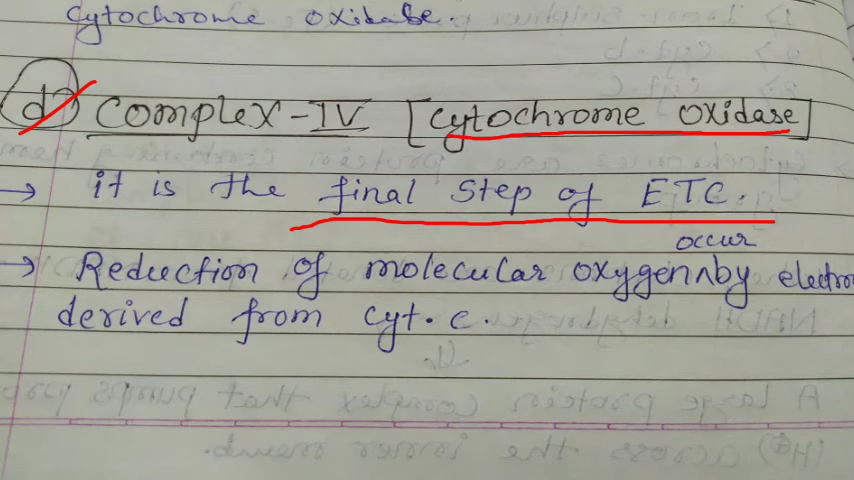 Cytochrome oxidase.
d) Complex-IV [Cytochrome oxidase]
→ it is the final step of ETC.
occur
→ Reduction of molecular oxygen ∧ by electron
derived from cyt. c.